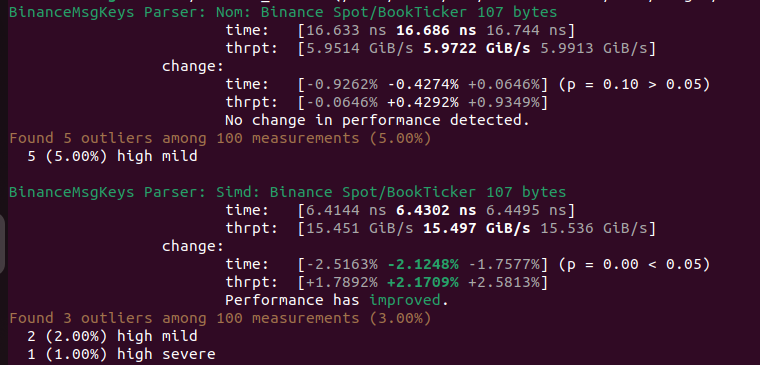 BinanceMsgKeys Parser: Nom: Binance Spot/BookTicker 107 bytes
time: [16.633 ns 16.686 ns 16.744 ns]
thrpt: [5.9514 GiB/s 5.9722 GiB/s 5.9913 GiB/s]
change:
time: [-0.9262% -0.4274% +0.0646%] (p = 0.10 > 0.05)
thrpt: [-0.0646% +0.4292% +0.9349%]
No change in performance detected.
Found 5 outliers among 100 measurements (5.00%)
5 (5.00%) high mild
BinanceMsgKeys Parser: Simd: Binance Spot/BookTicker 107 bytes
time: [6.4144 ns 6.4302 ns 6.4495 ns]
thrpt: [15.451 GiB/s 15.497 GiB/s 15.536 GiB/s]
change:
time: [-2.5163% -2.1248% -1.7577%] (p = 0.00 < 0.05)
thrpt: [+1.7892% +2.1709% +2.5813%]
Performance has improved.
Found 3 outliers among 100 measurements (3.00%)
2 (2.00%) high mild
1 (1.00%) high severe